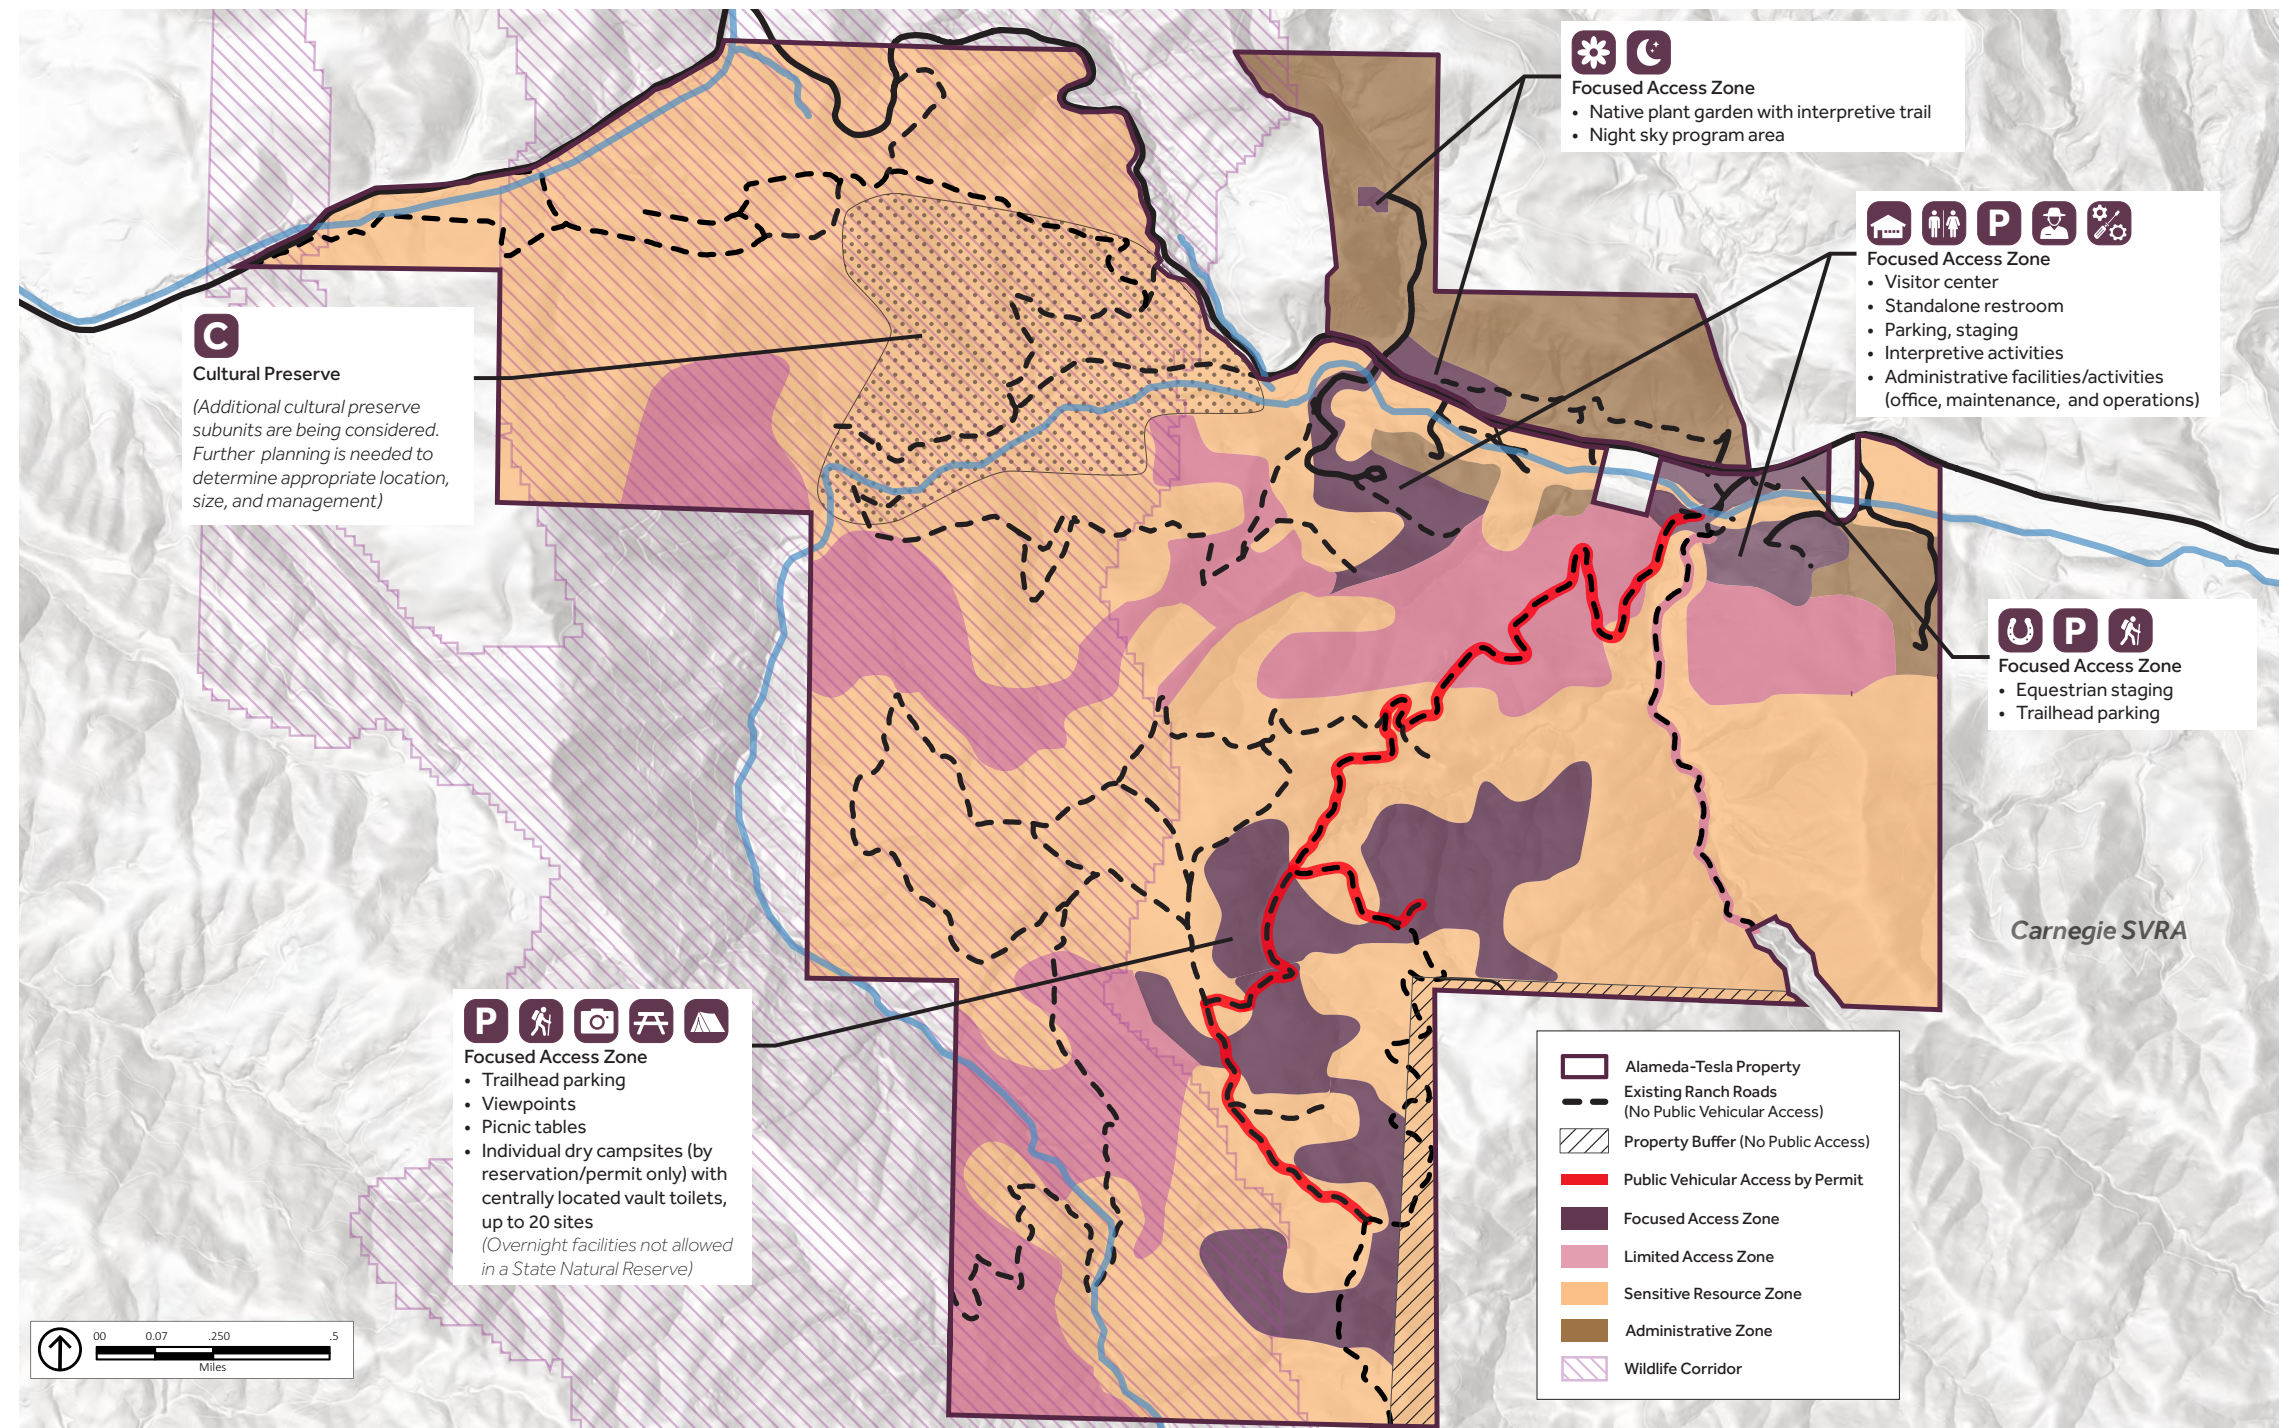 Focused Access Zone
• Native plant garden with interpretive trail
• Night sky program area
P
Focused Access Zone
• Visitor center
• Standalone restroom
• Parking, staging
• Interpretive activities
• Administrative facilities/activities
(office, maintenance, and operations)
C
Cultural Preserve
(Additional cultural preserve
subunits are being considered.
Further planning is needed to
determine appropriate location,
size, and management)
P
Focused Access Zone
• Equestrian staging
• Trailhead parking
Carnegie SVRA
P
Focused Access Zone
• Trailhead parking
• Viewpoints
• Picnic tables
• Individual dry campsites (by
reservation/permit only) with
centrally located vault toilets,
up to 20 sites
(Overnight facilities not allowed
in a State Natural Reserve)
Alameda-Tesla Property
Existing Ranch Roads
(No Public Vehicular Access)
Property Buffer (No Public Access)
Public Vehicular Access by Permit
Focused Access Zone
Limited Access Zone
Sensitive Resource Zone
Administrative Zone
Wildlife Corridor
00 0.07 .250 .5
Miles